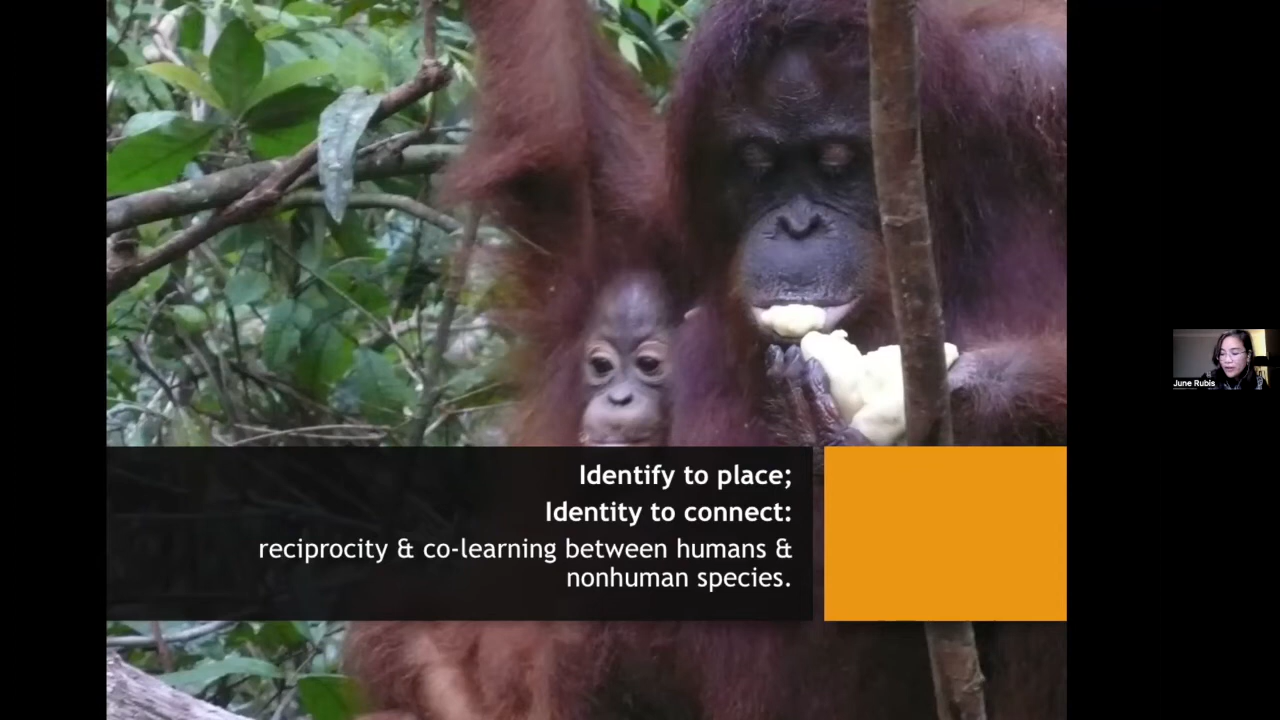 Identify to place;
Identity to connect:
reciprocity & co-learning between humans &
nonhuman species.
June Rubis